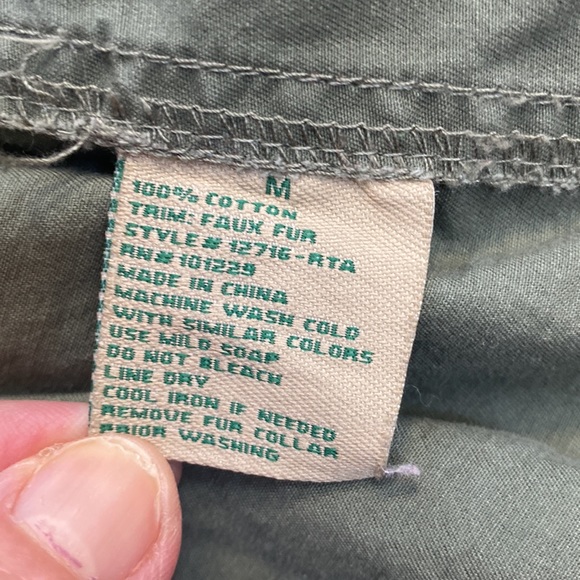 M
100% COTTON
TRIM: FAUX FUR
STYLE # 12716-RTA
RN# 101229
MADE IN CHINA
MACHINE WASH COLD
WITH SIMILAR COLORS
USE MILD SOAP
DO NOT BLEACH
LINE DRY
COOL IRON IF NEEDED
REMOVE FUR COLLAR
PRIOR WASHING